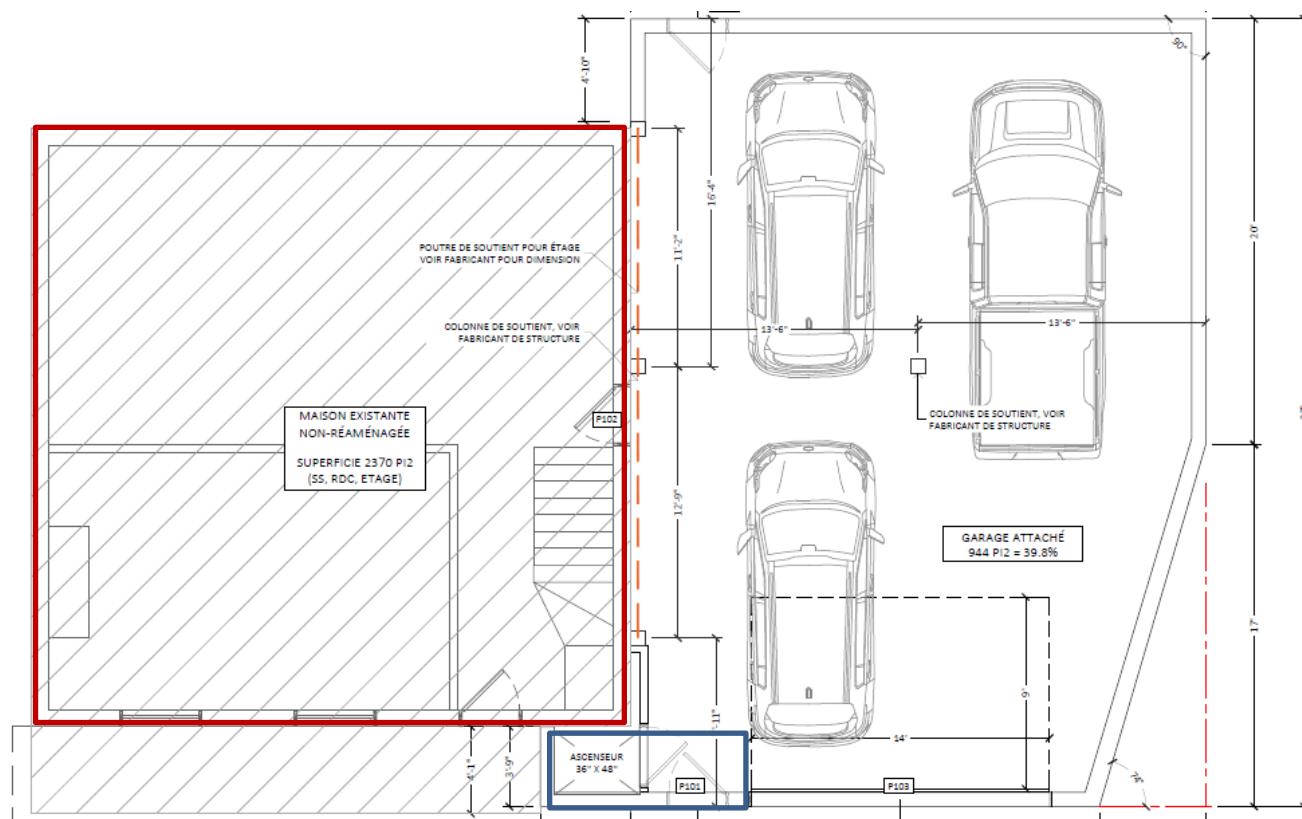 4'-10"
90°
POUTRE DE SOUTIENT POUR ÉTAGE
VOIR FABRICANT POUR DIMENSION
11'-2"
16'-4"
20'
COLONNE DE SOUTIENT, VOIR
FABRICANT DE STRUCTURE
13'-6"
13'-6"
MAISON EXISTANTE
NON-RÉAMÉNAGÉE
SUPERFICIE 2370 PI2
(SS, RDC, ETAGE)
P102
COLONNE DE SOUTIENT, VOIR
FABRICANT DE STRUCTURE
12'-9"
GARAGE ATTACHÉ
944 PI2 = 39.8%
17'
9'
14'
-11"
4'-1"
3'-9"
ASCENSEUR
36" X 48"
P101
P103
74°